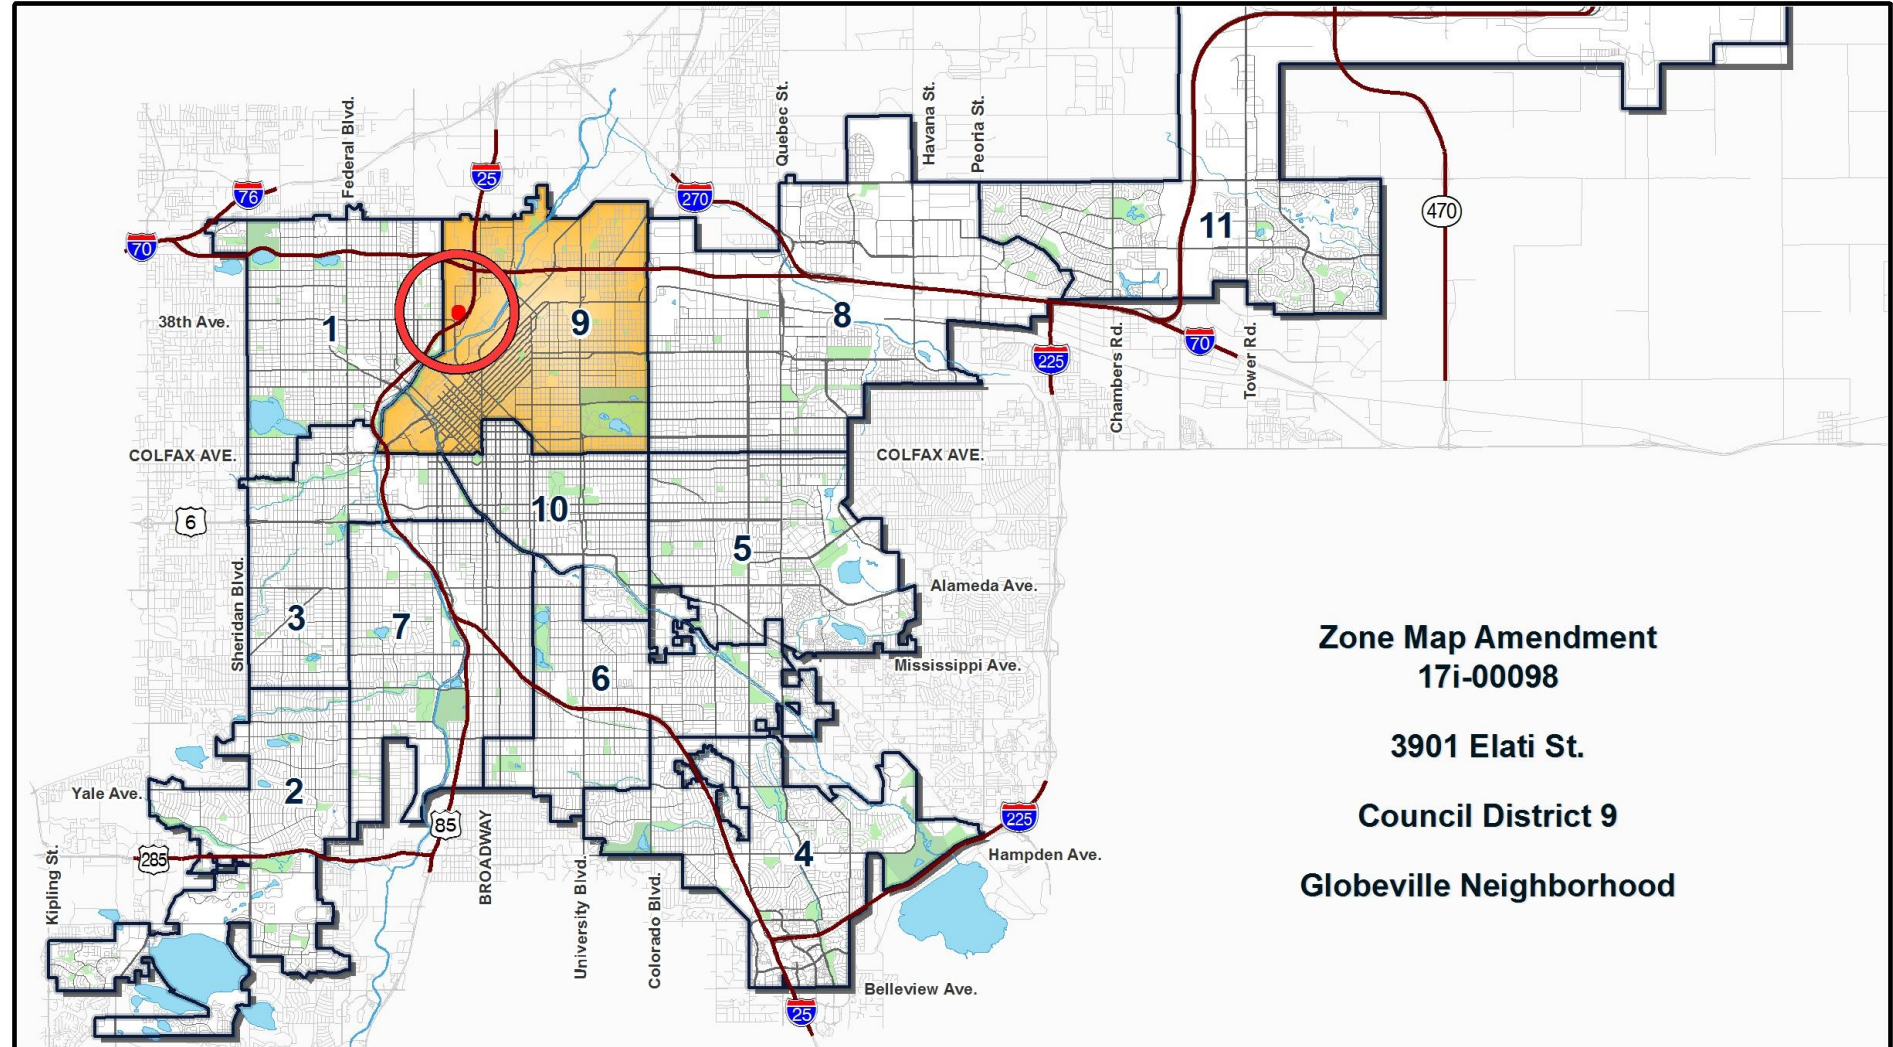 Federal Blvd.
Quebec St.
Havana St.
Peoria St.
25
76
270
70
470
11
38th Ave.
1
9
8
225
Chambers Rd.
70
Tower Rd.
COLFAX AVE.
COLFAX AVE.
6
10
5
Sheridan Blvd.
Alameda Ave.
3
7
Mississippi Ave.
6
Zone Map Amendment
17i-00098
3901 Elati St.
Council District 9
Globeville Neighborhood
Yale Ave.
2
85
225
285
BROADWAY
4
Hampden Ave.
Kipling St.
University Blvd.
Colorado Blvd.
Belleview Ave.
25